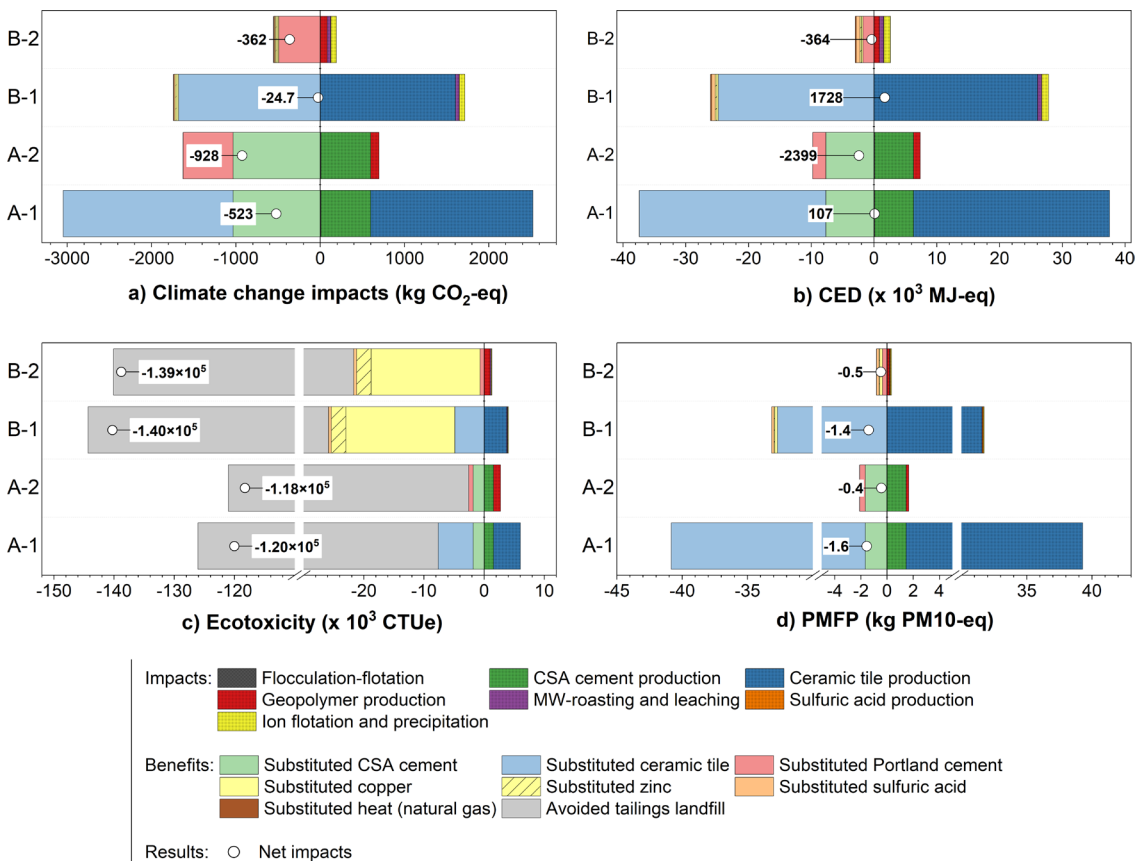 B-2
-362
B-1
-24.7
A-2
-928
A-1
-523
-3000 -2000 -1000 0 1000 2000
a) Climate change impacts (kg CO₂-eq)
B-2
-364
B-1
1728
A-2
-2399
A-1
107
-40 -30 -20 -10 0 10 20 30 40
b) CED (x 10³ MJ-eq)
B-2
-1.39×10⁵
B-1
-1.40×10⁵
A-2
-1.18×10⁵
A-1
-1.20×10⁵
-150 -140 -130 -120 -20 -10 0 10
c) Ecotoxicity (x 10³ CTUe)
B-2
-0.5
B-1
-1.4
A-2
-0.4
A-1
-1.6
-45 -40 -35 -4 -2 0 2 4 35 40
d) PMFP (kg PM10-eq)
Impacts: Flocculation-flotation CSA cement production Ceramic tile production
Geopolymer production MW-roasting and leaching Sulfuric acid production
Ion flotation and precipitation
Benefits: Substituted CSA cement Substituted ceramic tile Substituted Portland cement
Substituted copper Substituted zinc Substituted sulfuric acid
Substituted heat (natural gas) Avoided tailings landfill
Results: Net impacts